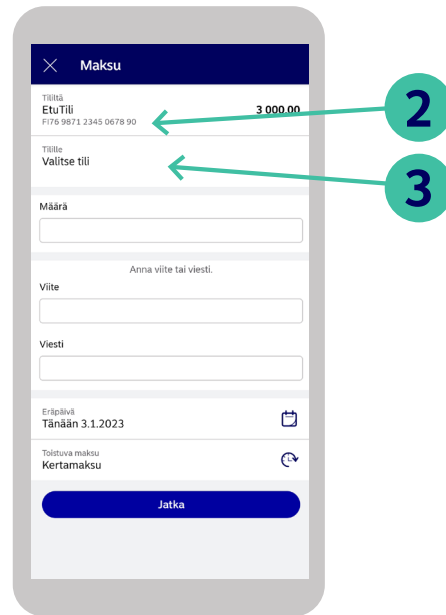 Maksu
Tililtä
EtuTili 3 000,00
FI76 9871 2345 0678 90
2
Tilille
Valitse tili
3
Määrä
Anna viite tai viesti.
Viite
Viesti
Eräpäivä
Tänään 3.1.2023
Toistuva maksu
Kertamaksu
Jatka